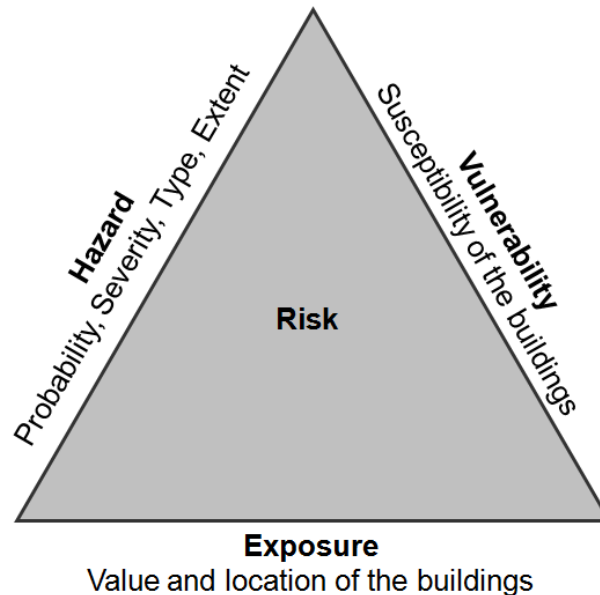 Hazard
Probability, Severity, Type, Extent
Vulnerability
Susceptibility of the buildings
Risk
Exposure
Value and location of the buildings